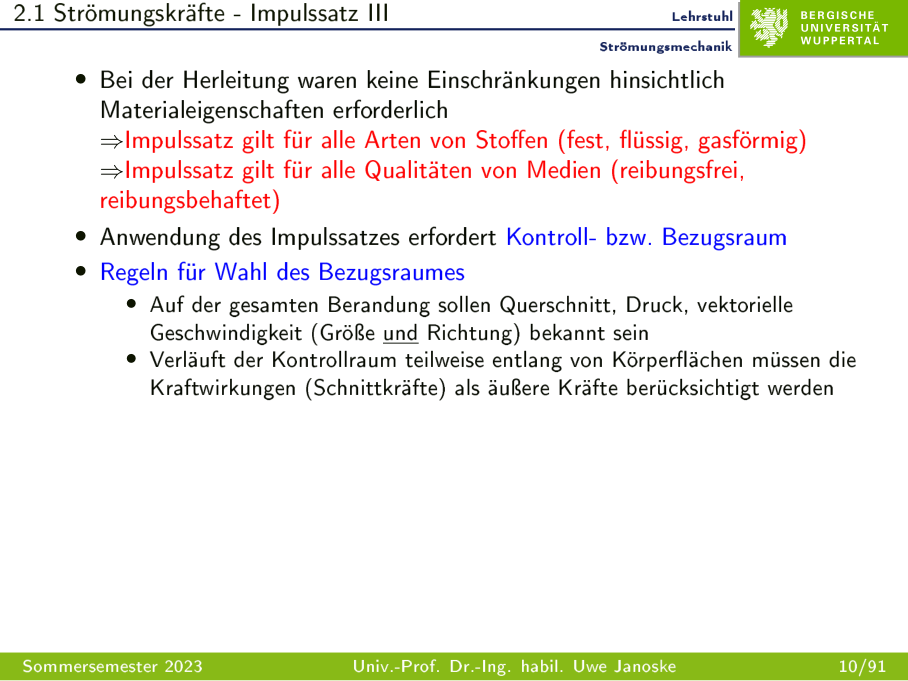 2.1 Strömungskräfte - Impulssatz III
Lehrstuhl
Strömungsmechanik
BERGISCHE
UNIVERSITÄT
WUPPERTAL
• Bei der Herleitung waren keine Einschränkungen hinsichtlich
Materialeigenschaften erforderlich
⇒Impulssatz gilt für alle Arten von Stoffen (fest, flüssig, gasförmig)
⇒Impulssatz gilt für alle Qualitäten von Medien (reibungsfrei,
reibungsbehaftet)
• Anwendung des Impulssatzes erfordert Kontroll- bzw. Bezugsraum
• Regeln für Wahl des Bezugsraumes
• Auf der gesamten Berandung sollen Querschnitt, Druck, vektorielle
Geschwindigkeit (Größe und Richtung) bekannt sein
• Verläuft der Kontrollraum teilweise entlang von Körperflächen müssen die
Kraftwirkungen (Schnittkräfte) als äußere Kräfte berücksichtigt werden
Sommersemester 2023
Univ.-Prof. Dr.-Ing. habil. Uwe Janoske
10/91